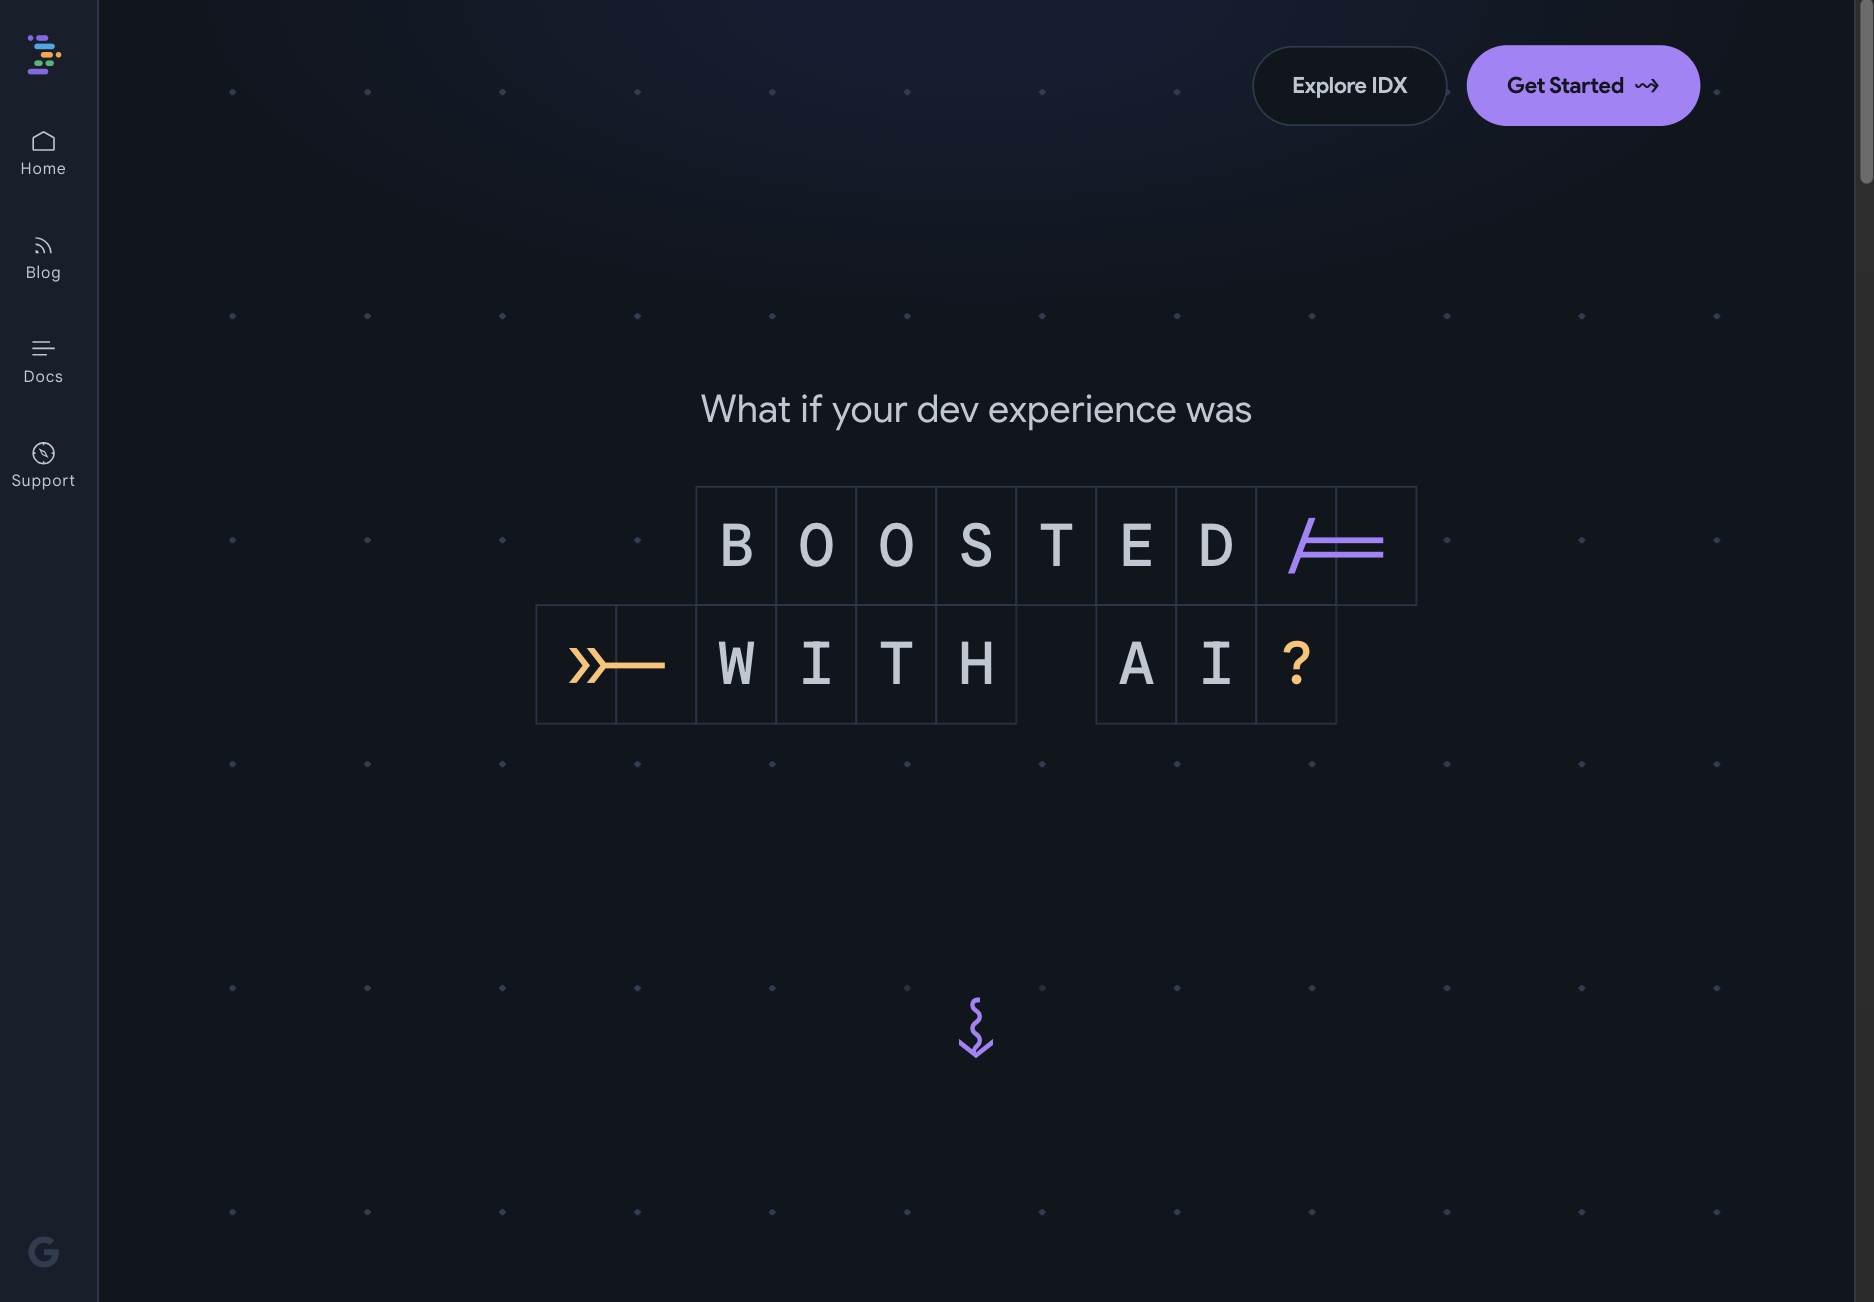 Explore IDX
Get Started
Home
Blog
Docs
Support
What if your dev experience was
BOOSTED
WITH AI?